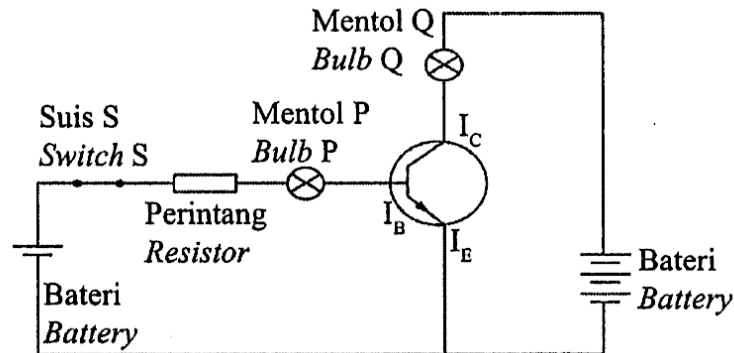 Mentol Q
Bulb Q
Suis S
Switch S
Mentol P
Bulb P
I_C
Perintang
Resistor
I_B
I_E
Bateri
Battery
Bateri
Battery